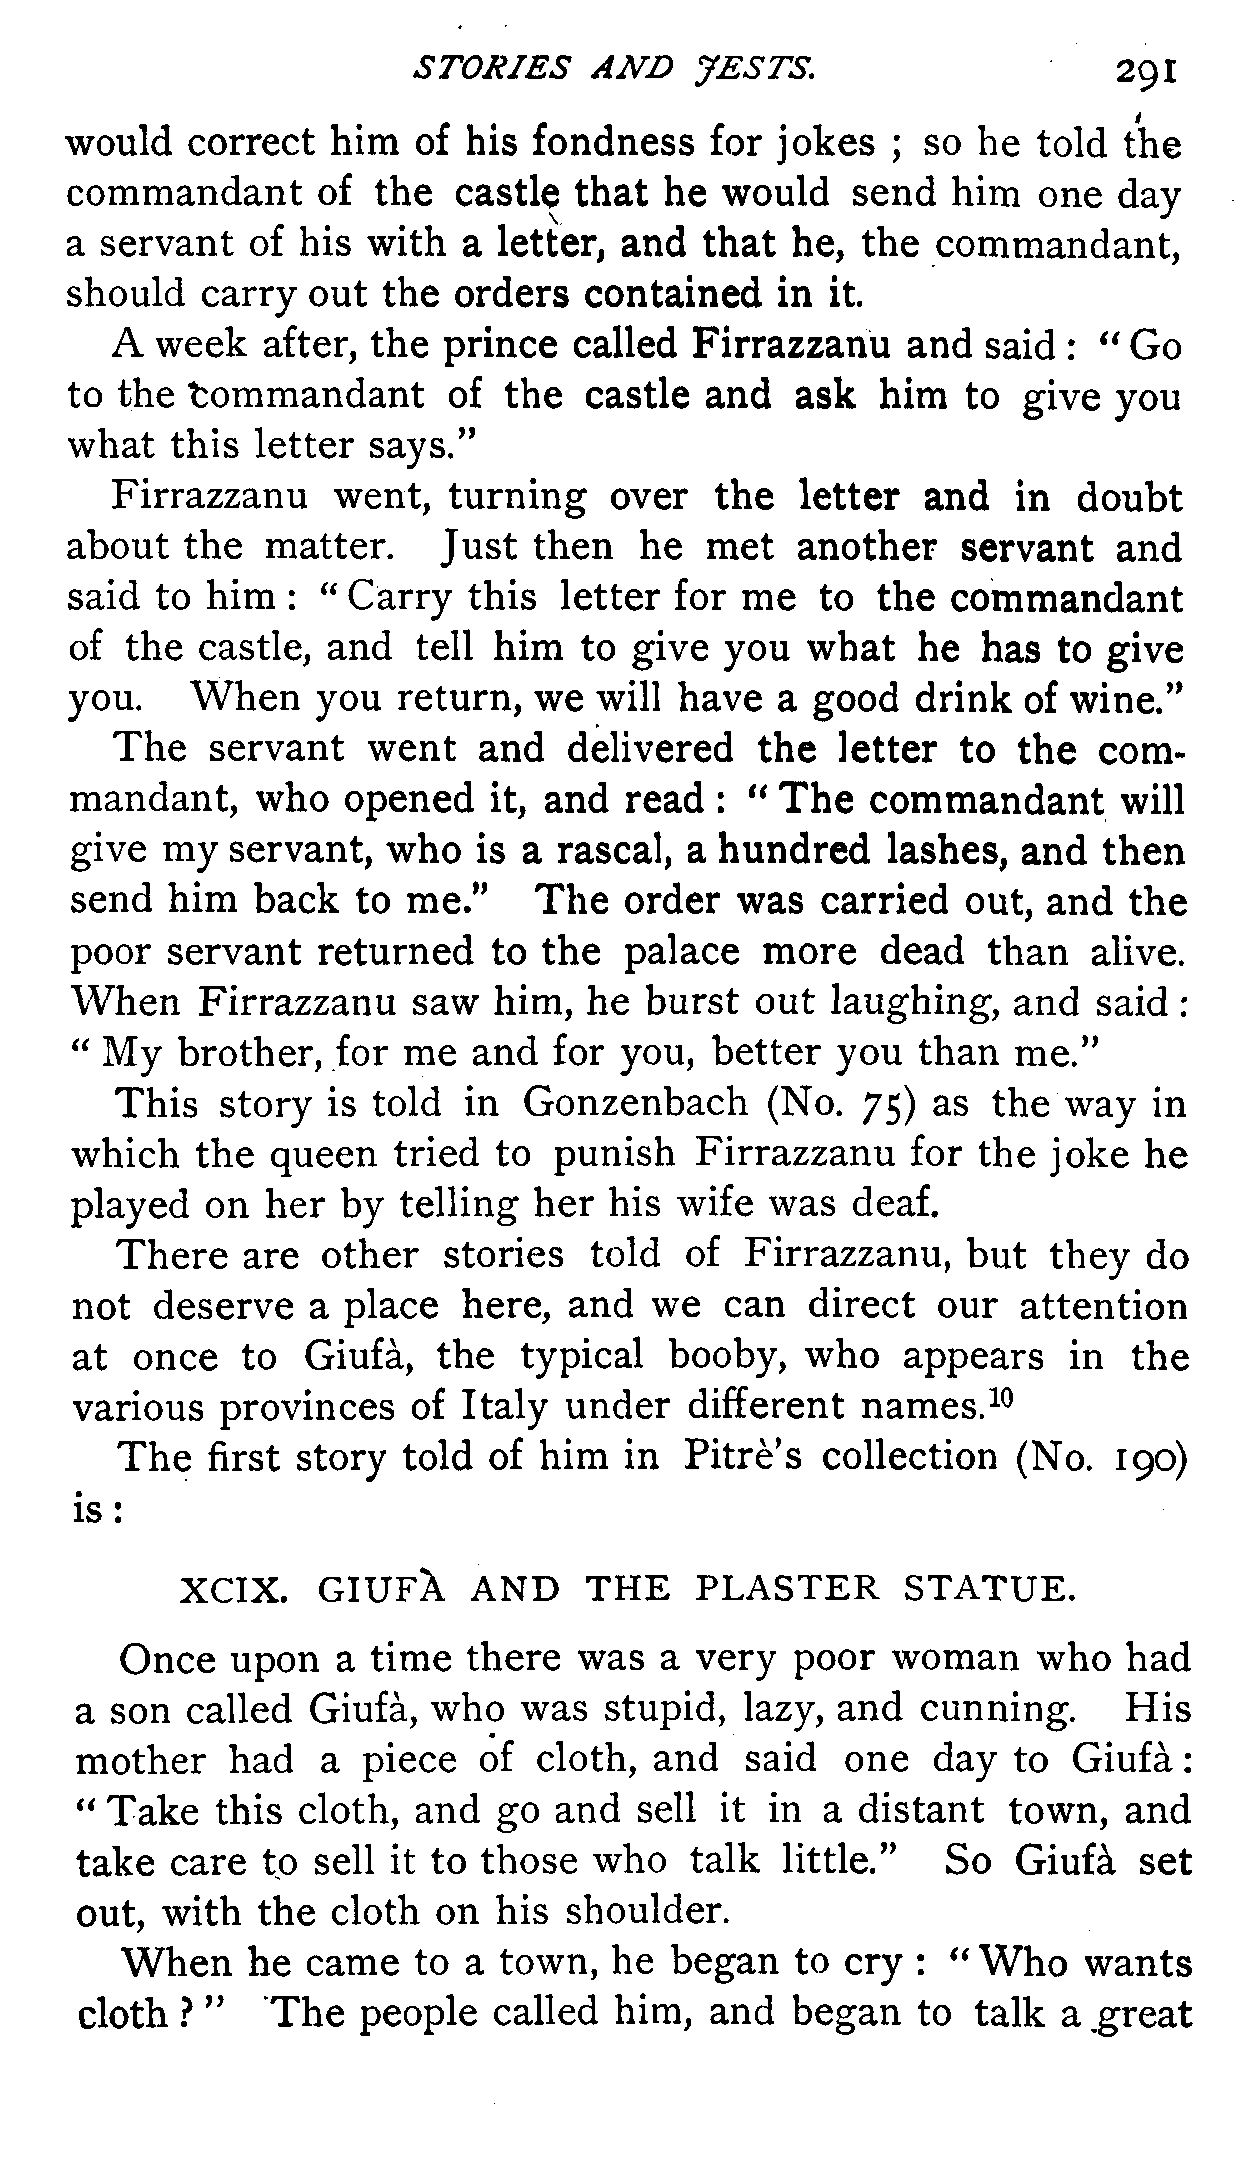 STORIES AND JESTS. 291
would correct him of his fondness for jokes ; so he told the
commandant of the castle that he would send him one day
a servant of his with a letter, and that he, the commandant,
should carry out the orders contained in it.
A week after, the prince called Firrazzanu and said : “ Go
to the commandant of the castle and ask him to give you
what this letter says.”
Firrazzanu went, turning over the letter and in doubt
about the matter. Just then he met another servant and
said to him : “ Carry this letter for me to the commandant
of the castle, and tell him to give you what he has to give
you. When you return, we will have a good drink of wine.”
The servant went and delivered the letter to the com-
mandant, who opened it, and read : “ The commandant will
give my servant, who is a rascal, a hundred lashes, and then
send him back to me.” The order was carried out, and the
poor servant returned to the palace more dead than alive.
When Firrazzanu saw him, he burst out laughing, and said :
“ My brother, for me and for you, better you than me.”
This story is told in Gonzenbach (No. 75) as the way in
which the queen tried to punish Firrazzanu for the joke he
played on her by telling her his wife was deaf.
There are other stories told of Firrazzanu, but they do
not deserve a place here, and we can direct our attention
at once to Giufà, the typical booby, who appears in the
various provinces of Italy under different names.¹⁰
The first story told of him in Pitrè’s collection (No. 190)
is :
XCIX. GIUFÀ AND THE PLASTER STATUE.
Once upon a time there was a very poor woman who had
a son called Giufà, who was stupid, lazy, and cunning. His
mother had a piece of cloth, and said one day to Giufà :
“ Take this cloth, and go and sell it in a distant town, and
take care to sell it to those who talk little.” So Giufà set
out, with the cloth on his shoulder.
When he came to a town, he began to cry : “ Who wants
cloth ? ” The people called him, and began to talk a great